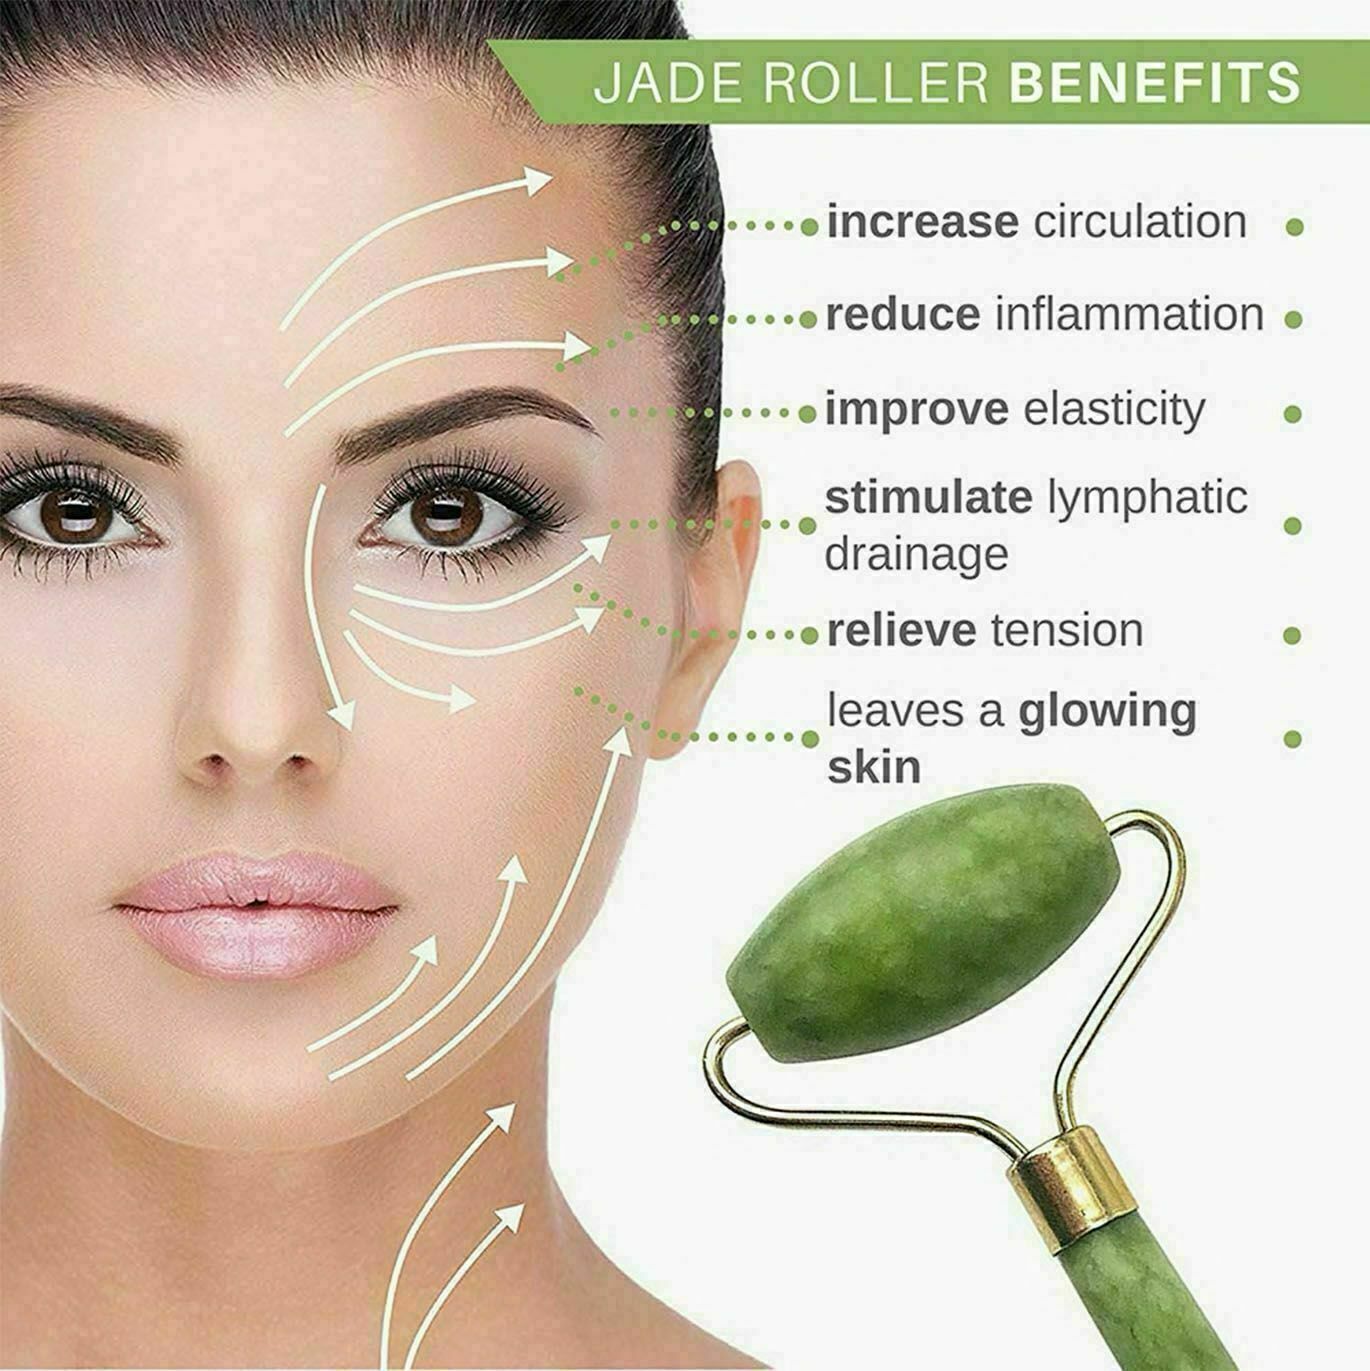 JADE ROLLER BENEFITS
increase circulation
reduce inflammation
improve elasticity
stimulate lymphatic
drainage
relieve tension
leaves a glowing
skin